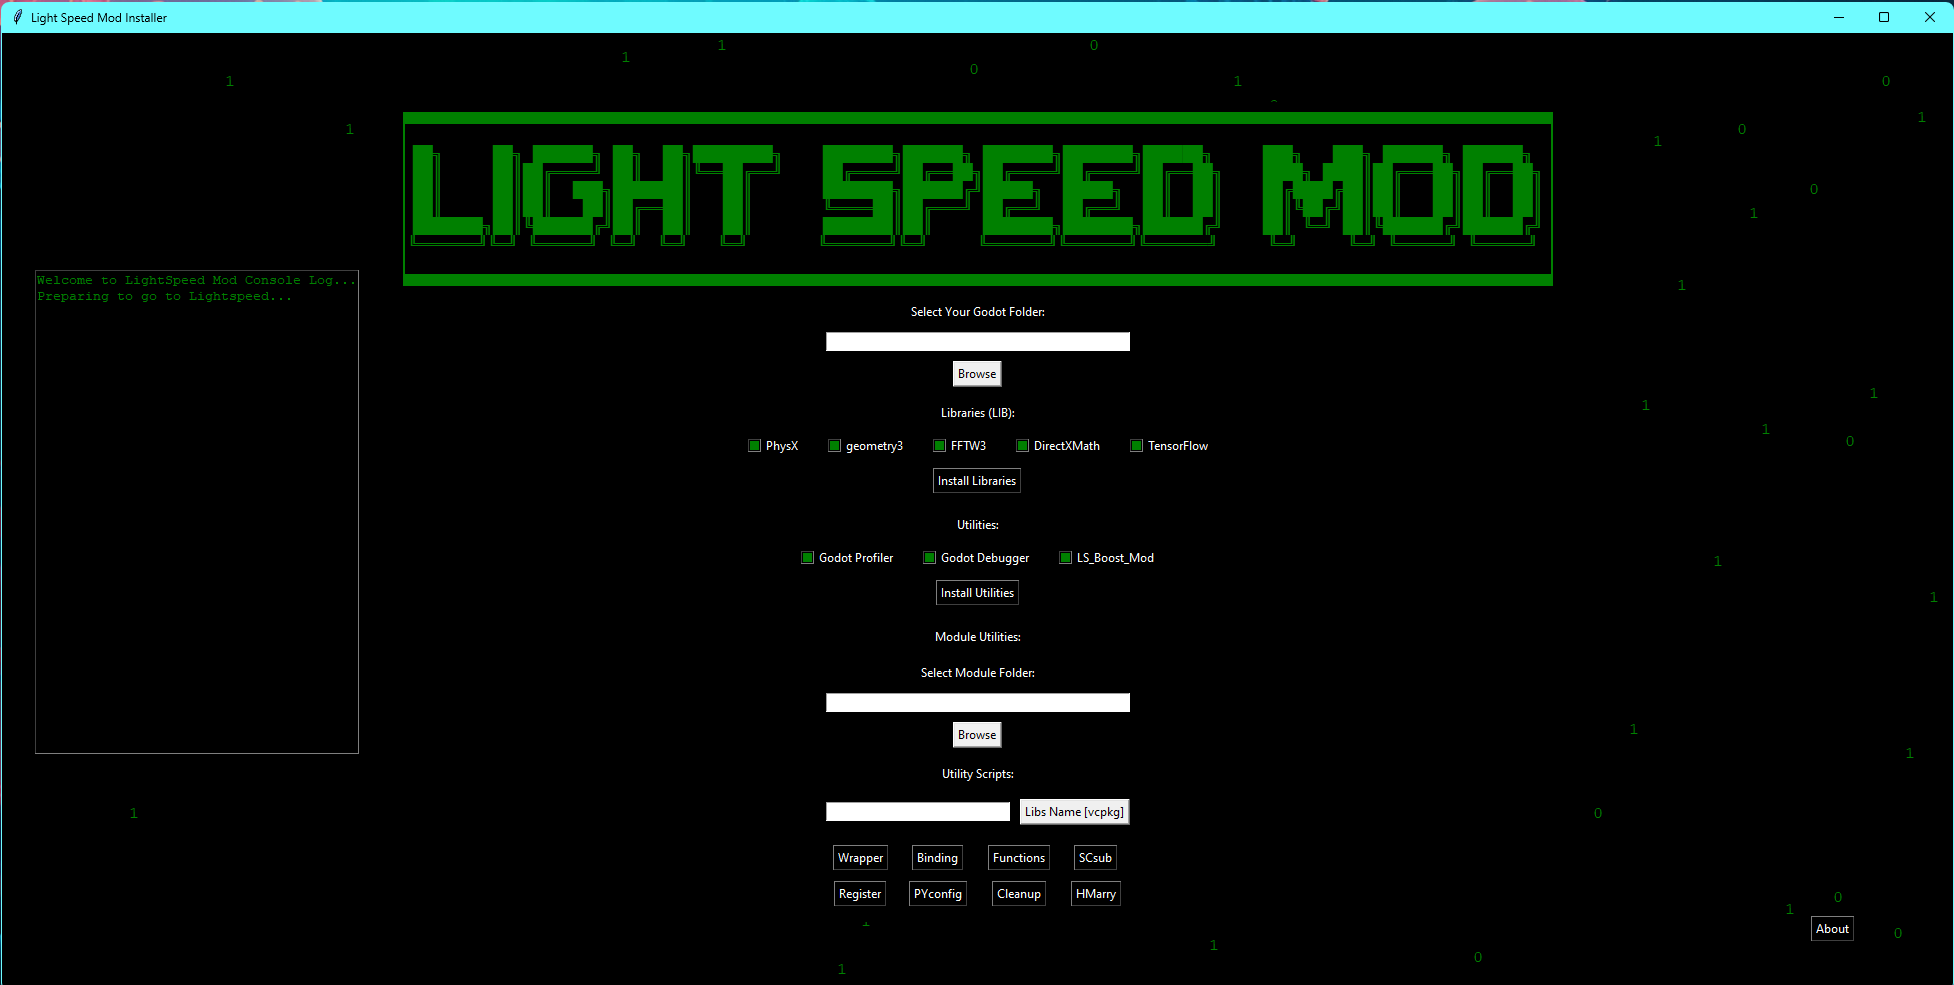 Light Speed Mod Installer
LIGHT SPEED MOD
Welcome to LightSpeed Mod Console Log...
Preparing to go to Lightspeed...
Select Your Godot Folder:
Browse
Libraries (LIB):
PhysX geometry3 FFTW3 DirectXMath TensorFlow
Install Libraries
Utilities:
Godot Profiler Godot Debugger LS_Boost_Mod
Install Utilities
Module Utilities:
Select Module Folder:
Browse
Utility Scripts:
Libs Name [vcpkg]
Wrapper Binding Functions SCsub
Register PYconfig Cleanup HMarry
About